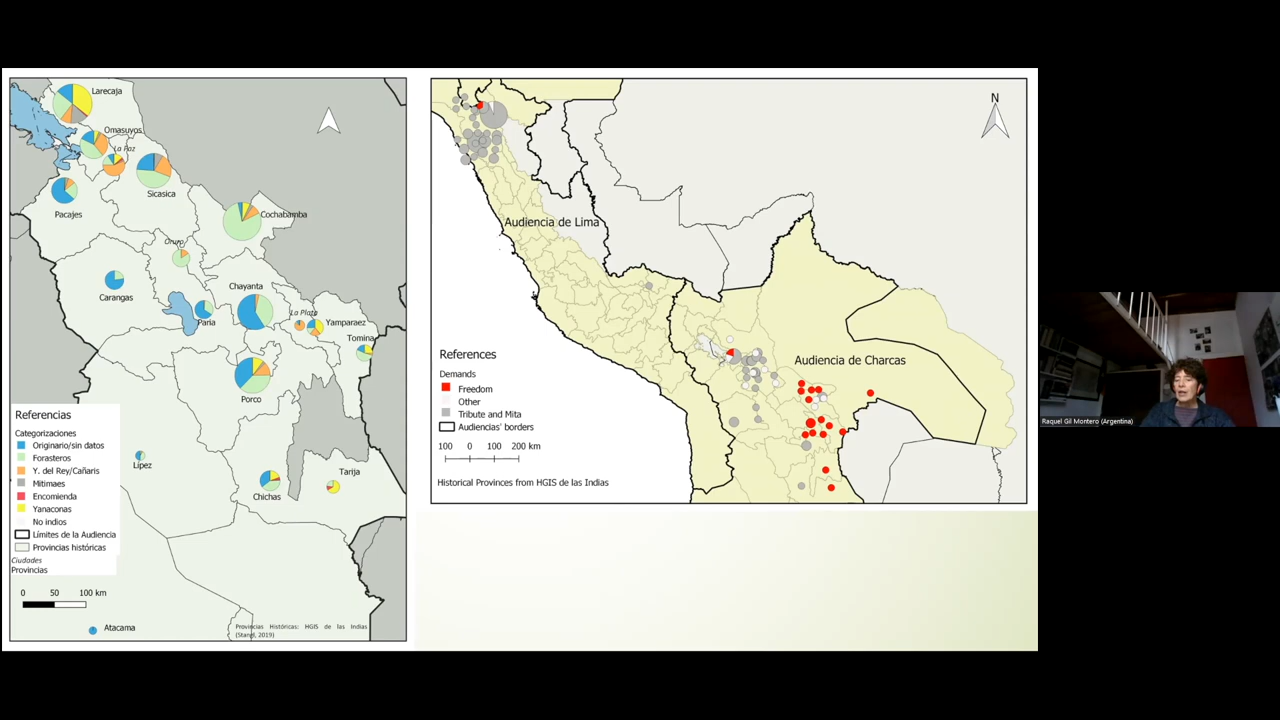 Larecaja
Omasuyos
La Paz
Sicasica
Pacajes
Cochabamba
Oruro
Carangas
Chayanta
Paria
La Plata
Yamparaez
Tomina
Porco
Lipez
Chichas
Tarija
Atacama
Referencias
Categorizaciones
Originario/sin datos
Forasteros
Y. del Rey/Cañaris
Mitimaes
Encomienda
Yanaconas
No indios
Límites de la Audiencia
Provincias históricas
Ciudades
Provincias
0 50 100 km
Provincias Históricas: HGIS de las Indias
(Stangl, 2019)
N
Audiencia de Lima
Audiencia de Charcas
References
Demands
Freedom
Other
Tribute and Mita
Audiencias' borders
100 0 100 200 km
Historical Provinces from HGIS de las Indias
Raquel Gil Montero (Argentina)